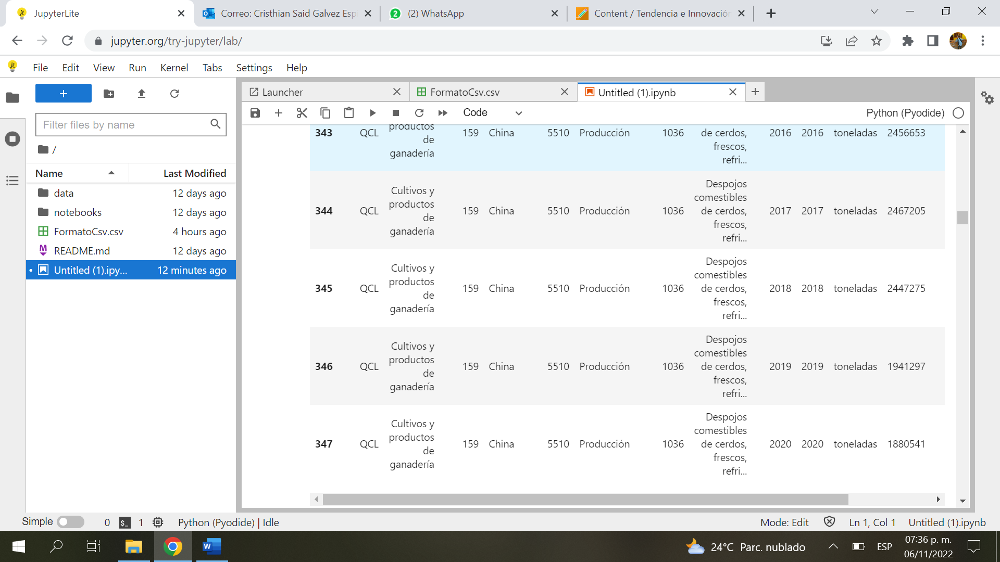 JupyterLite
Correo: Cristhian Said Galvez Esp
(2) WhatsApp
Content / Tendencia e Innovación
jupyter.org/try-jupyter/lab/
File Edit View Run Kernel Tabs Settings Help
Launcher
FormatoCsv.csv
Untitled (1).ipynb
Code
Python (Pyodide)
Filter files by name
/
Name Last Modified
data 12 days ago
notebooks 12 days ago
FormatoCsv.csv 4 hours ago
README.md 12 days ago
Untitled (1).ipy... 12 minutes ago
productos
343 QCL de 159 China 5510 Producción 1036 de cerdos, 2016 2016 toneladas 2456653
ganadería
frescos,
refri...
Cultivos y
productos
de
ganadería
344 QCL 159 China 5510 Producción 1036
Despojos
comestibles
de cerdos,
frescos,
refri...
2017 2017 toneladas 2467205
Cultivos y
productos
de
ganadería
345 QCL 159 China 5510 Producción 1036
Despojos
comestibles
de cerdos,
frescos,
refri...
2018 2018 toneladas 2447275
Cultivos y
productos
de
ganadería
346 QCL 159 China 5510 Producción 1036
Despojos
comestibles
de cerdos,
frescos,
refri...
2019 2019 toneladas 1941297
Cultivos y
productos
de
ganadería
347 QCL 159 China 5510 Producción 1036
Despojos
comestibles
de cerdos,
frescos,
refri...
2020 2020 toneladas 1880541
Simple 0 $_ 1 Python (Pyodide) | Idle
Mode: Edit Ln 1, Col 1 Untitled (1).ipynb
24°C Parc. nublado
ESP
07:36 p. m.
06/11/2022